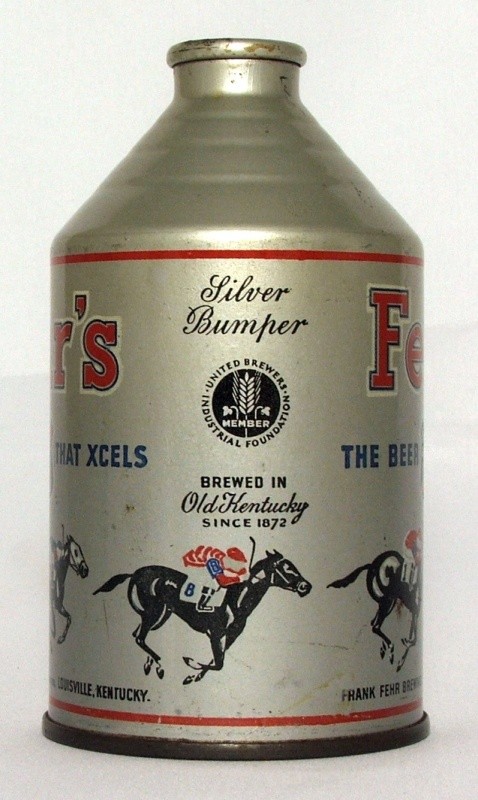 Silver
Bumper
r's
Fe
UNITED BREWERS
INDUSTRIAL FOUNDATION
MEMBER
THAT XCELS
THE BEER
BREWED IN
Old Kentucky
SINCE 1872
8
LOUISVILLE, KENTUCKY.
FRANK FEHR BREW